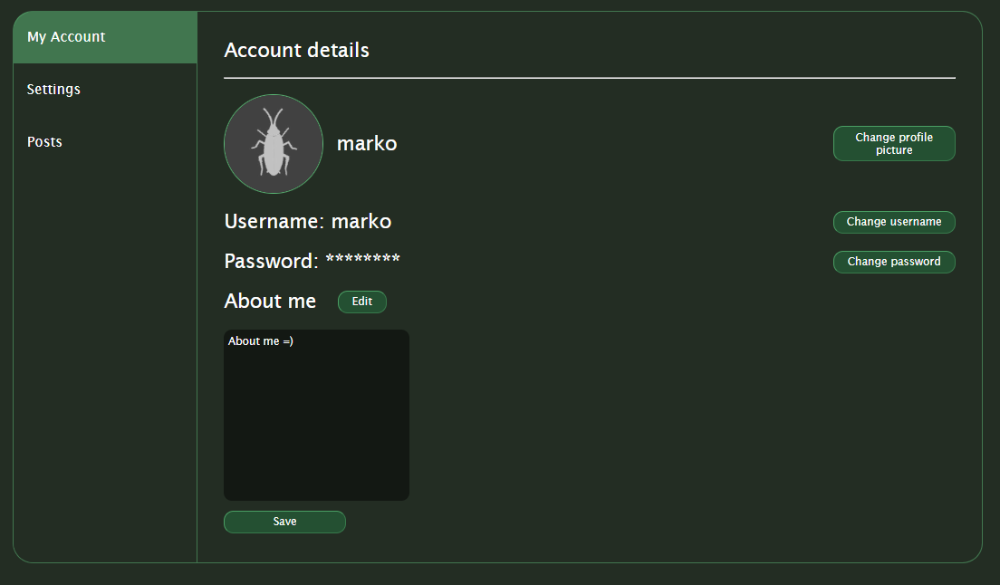 My Account
Settings
Posts
Account details
marko
Change profile
picture
Username: marko
Change username
Password: ********
Change password
About me
Edit
About me =)
Save